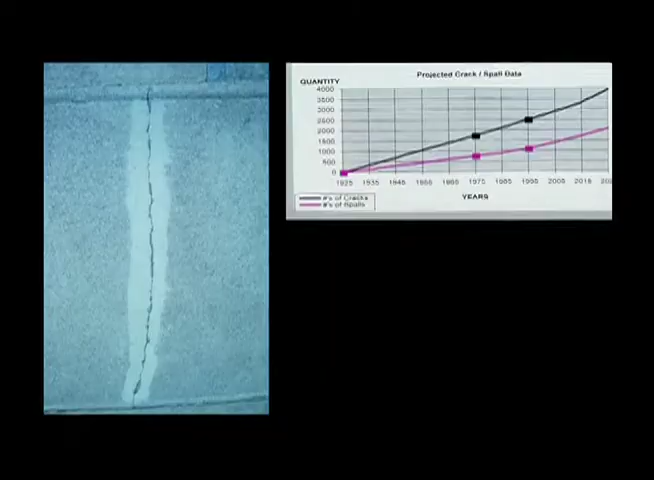 Projected Crack / Spall Data
QUANTITY
4000
3500
3000
2500
2000
1500
1000
500
0
1925 1935 1945 1955 1965 1975 1985 1995 2005 2015
YEARS
#'s of Cracks
#'s of Spalls